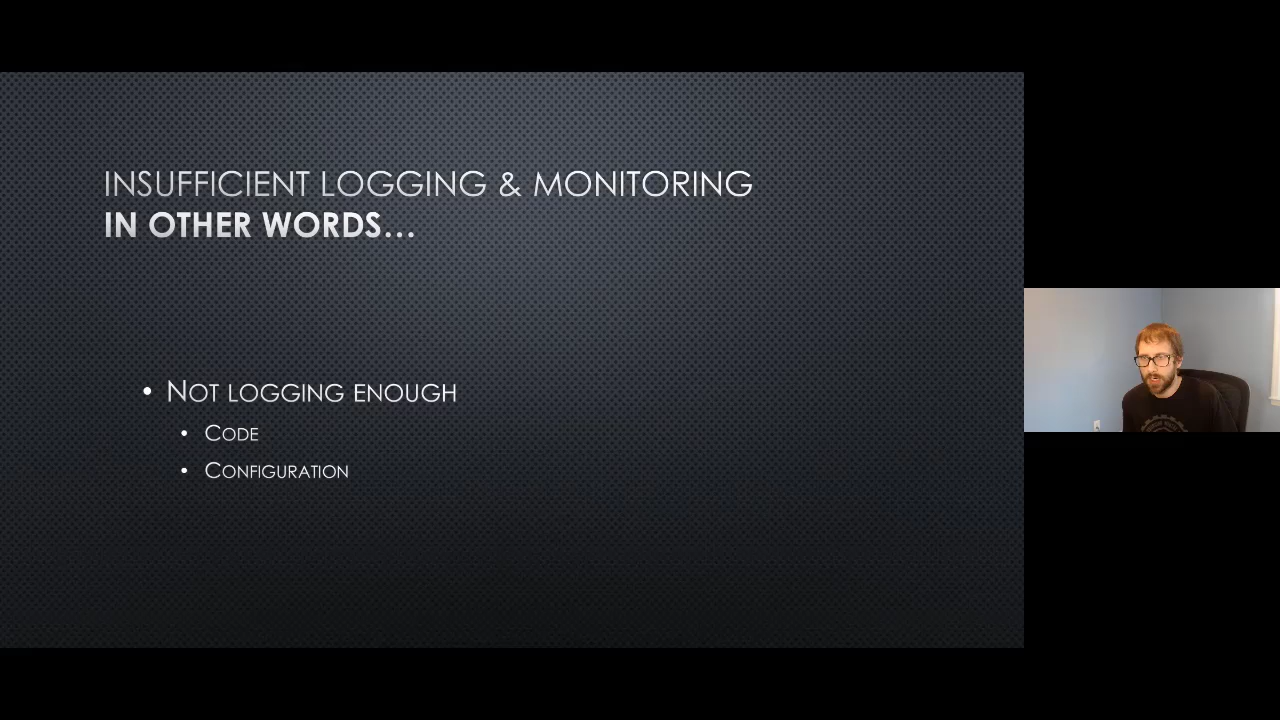 INSUFFICIENT LOGGING & MONITORING
IN OTHER WORDS...
• NOT LOGGING ENOUGH
• CODE
• CONFIGURATION